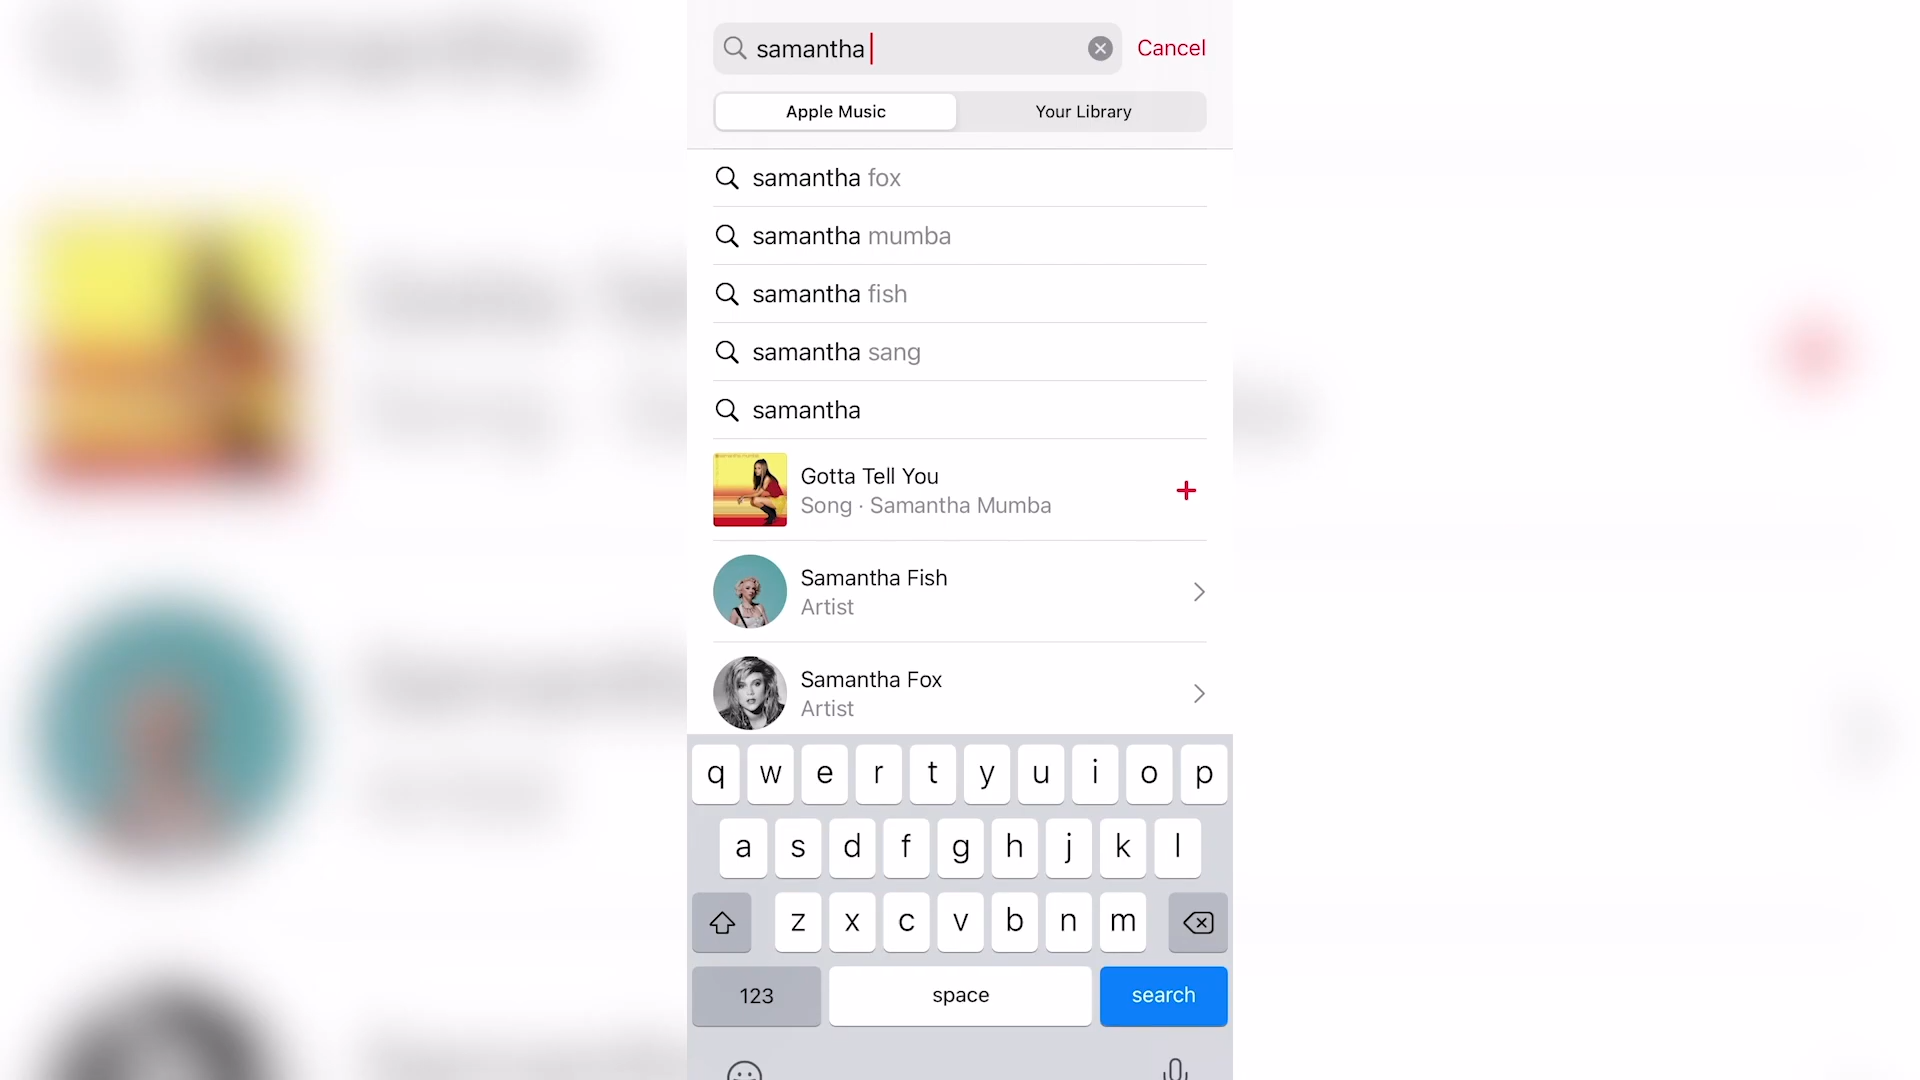 samantha
Cancel
Apple Music
Your Library
samantha fox
samantha mumba
samantha fish
samantha sang
samantha
Gotta Tell You
Song · Samantha Mumba
Samantha Fish
Artist
Samantha Fox
Artist
q w e r t y u i o p
a s d f g h j k l
z x c v b n m
123
space
search